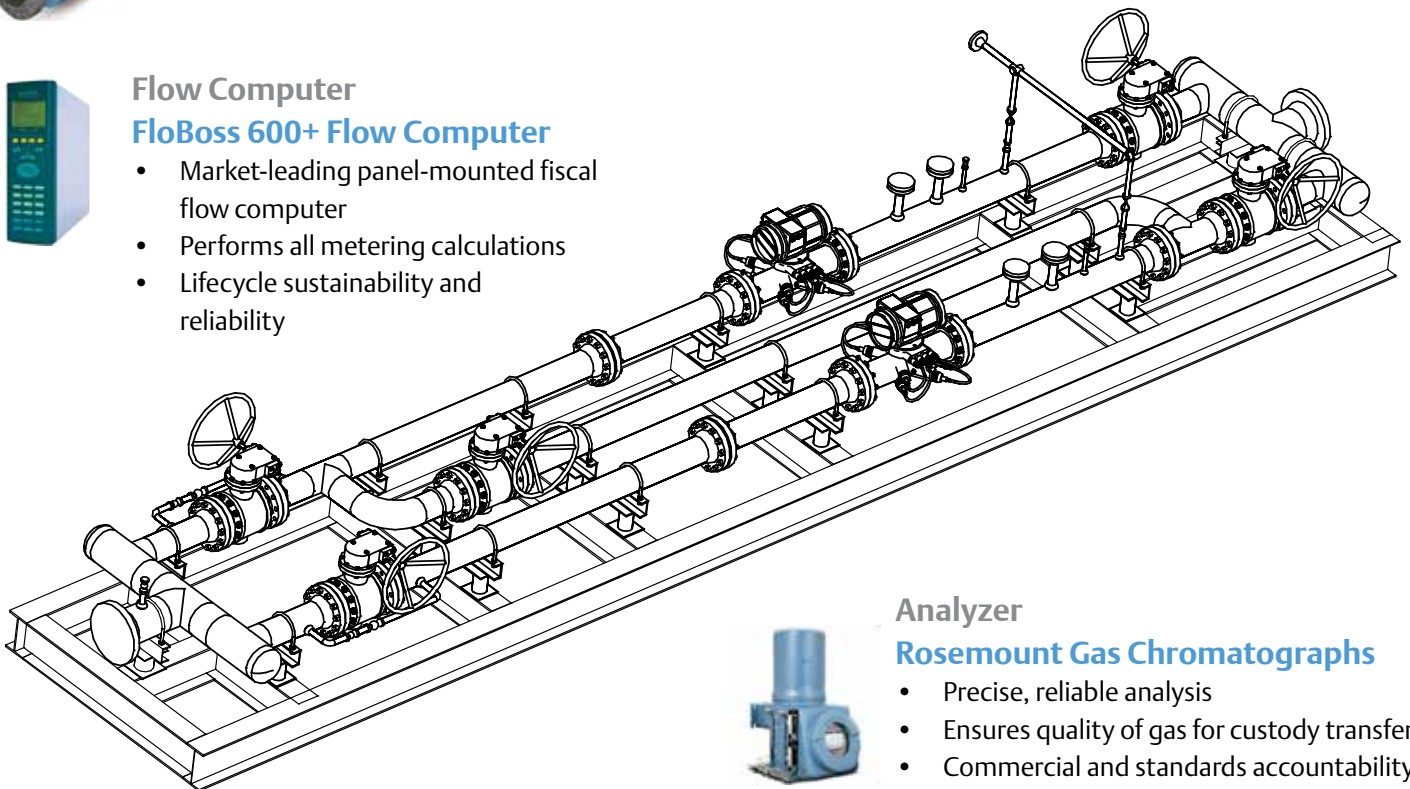 Flow Computer
FloBoss 600+ Flow Computer
• Market-leading panel-mounted fiscal
flow computer
• Performs all metering calculations
• Lifecycle sustainability and
reliability
Analyzer
Rosemount Gas Chromatographs
• Precise, reliable analysis
• Ensures quality of gas for custody transfer
• Commercial and standards accountability